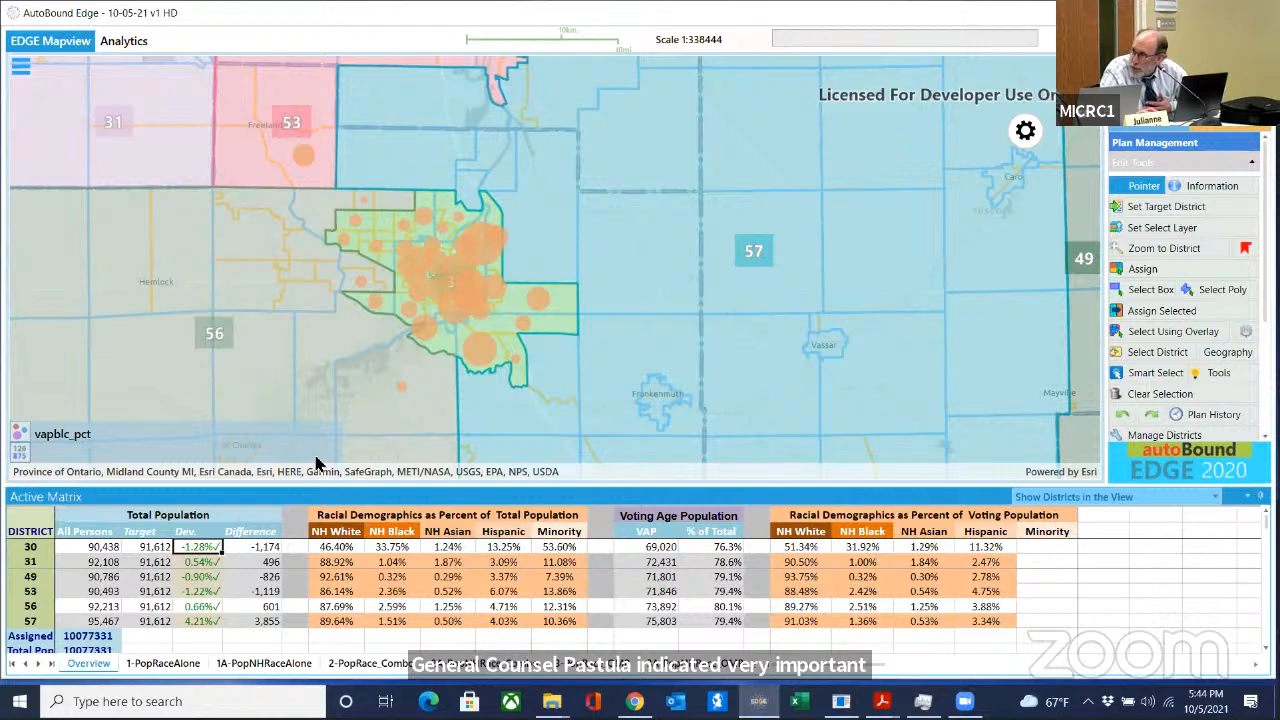 AutoBound Edge - 10-05-21 v1 HD
EDGE Mapview
Analytics
10km.
Scale 1:338444
Licensed For Developer Use On
MICRC1
Julianne
31
53
Freeland
Caro
57
49
Hemlock
56
Vassar
Frankenmuth
Mayville
vapblc_pct
126
875
Province of Ontario, Midland County MI, Esri Canada, Esri, HERE, Garmin, SafeGraph, METI/NASA, USGS, EPA, NPS, USDA
Powered by Esri
Plan Management
Edit Tools
Pointer
Information
Set Target District
Set Select Layer
Zoom to District
Assign
Select Box
Select Poly
Assign Selected
Select Using Overlay
Select District
Geography
Smart Select
Tools
Clear Selection
Plan History
Manage Districts
autoBound
EDGE 2020
Active Matrix
Show Districts in the View
Total Population
Racial Demographics as Percent of Total Population
Voting Age Population
Racial Demographics as Percent of Voting Population
DISTRICT All Persons Target Dev. Difference NH White NH Black NH Asian Hispanic Minority VAP % of Total NH White NH Black NH Asian Hispanic Minority
30 90,438 91,612 -1.28%✓ -1,174 46.40% 33.75% 1.24% 13.25% 53.60% 69,020 76.3% 51.34% 31.92% 1.29% 11.32%
31 92,108 91,612 0.54%✓ 496 88.92% 1.04% 1.87% 3.09% 11.08% 72,431 78.6% 90.50% 1.00% 1.84% 2.47%
49 90,786 91,612 -0.90%✓ -826 92.61% 0.32% 0.29% 3.37% 7.39% 71,801 79.1% 93.75% 0.32% 0.30% 2.78%
53 90,493 91,612 -1.22%✓ -1,119 86.14% 2.36% 0.52% 6.07% 13.86% 71,846 79.4% 88.48% 2.42% 0.54% 4.75%
56 92,213 91,612 0.66%✓ 601 87.69% 2.59% 1.25% 4.71% 12.31% 73,892 80.1% 89.27% 2.51% 1.25% 3.88%
57 95,467 91,612 4.21%✓ 3,855 89.64% 1.51% 0.50% 4.03% 10.36% 75,803 79.4% 91.03% 1.36% 0.53% 3.34%
Assigned 10077331
Total Pop 10077331
Overview
1-PopRaceAlone
1A-PopNHRaceAlone
2-PopRace_Combo
General Counsel Pastula indicated very important
zoom
Type here to search
EDGE
67°F
5:44 PM
10/5/2021